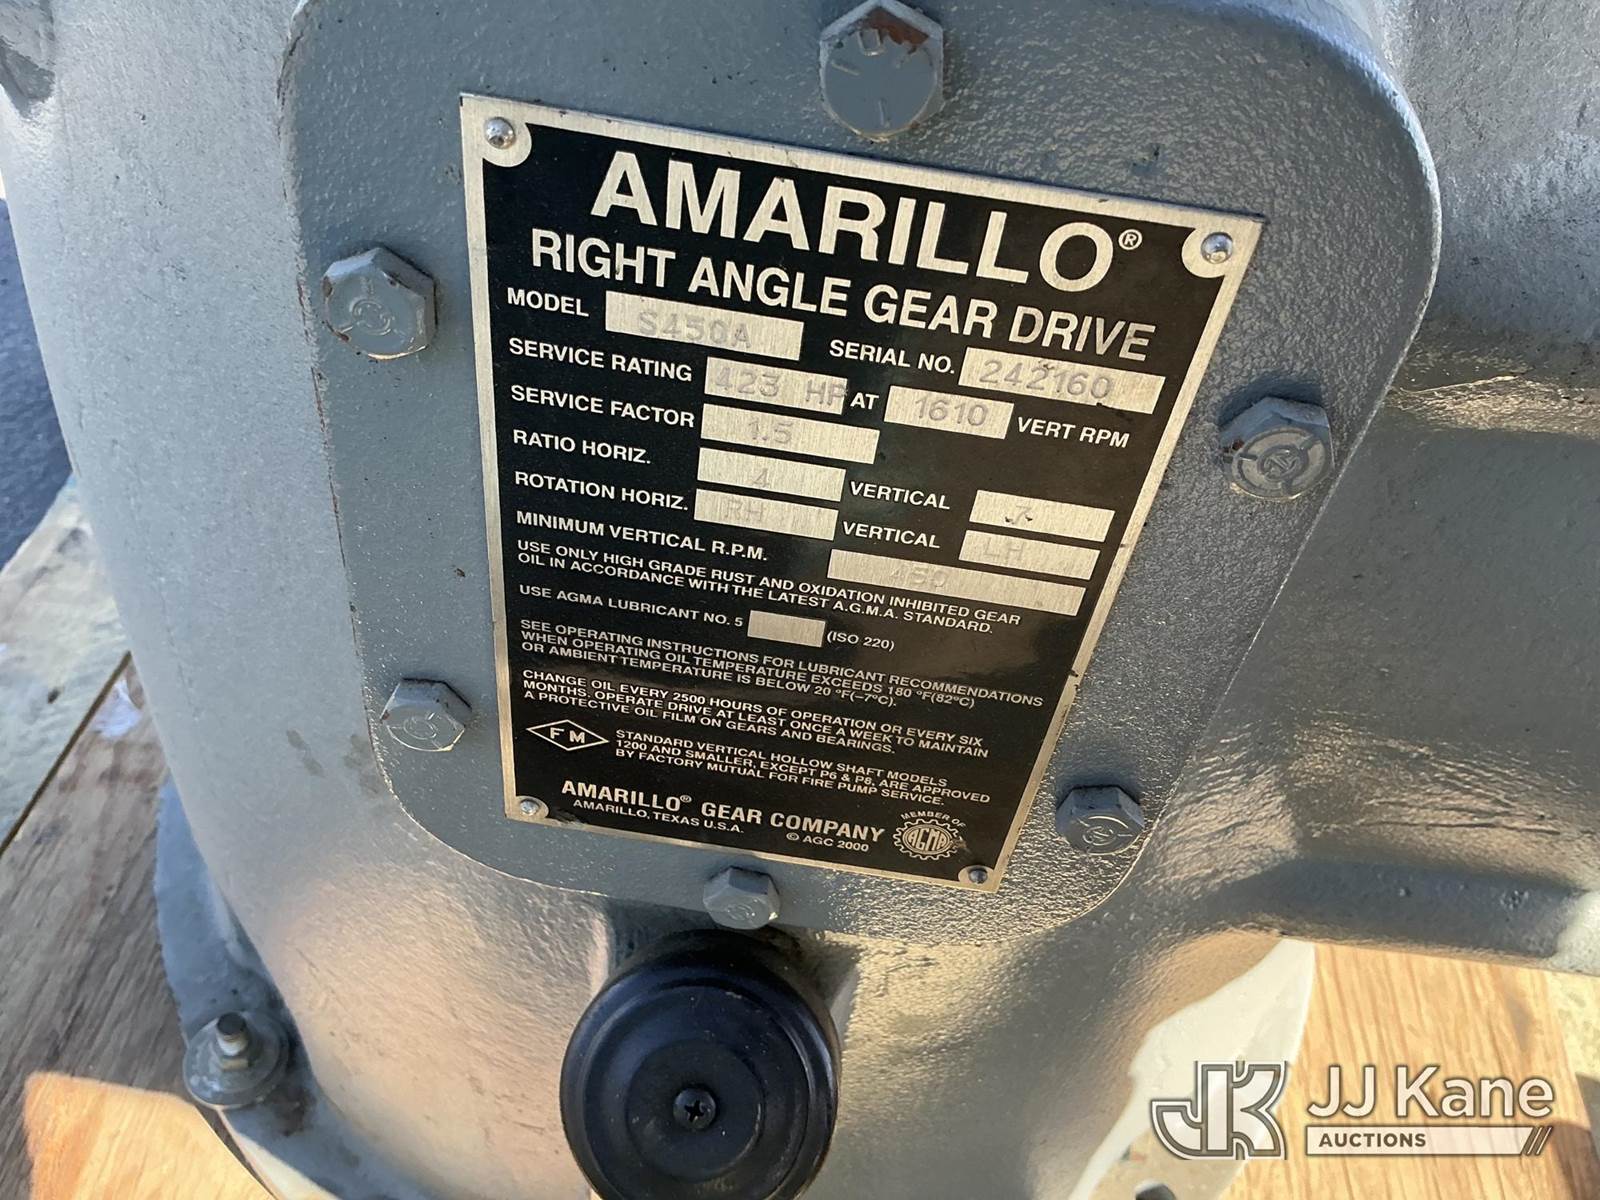 AMARILLO®
RIGHT ANGLE GEAR DRIVE
MODEL S450A SERIAL NO. 242160
SERVICE RATING 423 HP AT 1610 VERT RPM
SERVICE FACTOR 1.5
RATIO HORIZ. 4 VERTICAL 3
ROTATION HORIZ. RH VERTICAL LH
MINIMUM VERTICAL R.P.M. 450
USE ONLY HIGH GRADE RUST AND OXIDATION INHIBITED GEAR
OIL IN ACCORDANCE WITH THE LATEST A.G.M.A. STANDARD.
USE AGMA LUBRICANT NO. 5 (ISO 220)
SEE OPERATING INSTRUCTIONS FOR LUBRICANT RECOMMENDATIONS
WHEN OPERATING OIL TEMPERATURE EXCEEDS 180 °F(82°C)
OR AMBIENT TEMPERATURE IS BELOW 20 °F(-7°C).
CHANGE OIL EVERY 2500 HOURS OF OPERATION OR EVERY SIX
MONTHS. OPERATE DRIVE AT LEAST ONCE A WEEK TO MAINTAIN
A PROTECTIVE OIL FILM ON GEARS AND BEARINGS.
FM STANDARD VERTICAL HOLLOW SHAFT MODELS
1200 AND SMALLER, EXCEPT P6 & P8, ARE APPROVED
BY FACTORY MUTUAL FOR FIRE PUMP SERVICE.
AMARILLO® GEAR COMPANY
AMARILLO, TEXAS U.S.A. © AGC 2000
MEMBER OF
AGMA
JK JJ Kane
AUCTIONS